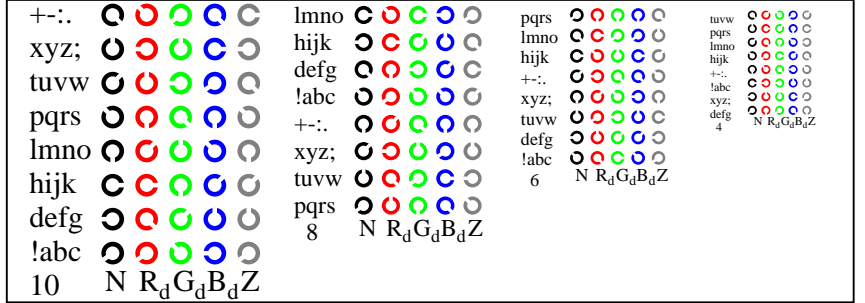 +-:.
xyz;
tuvw
pqrs
lmno
hijk
defg
!abc
10 N RdGdBdZ
lmno
hijk
defg
!abc
+-:.
xyz;
tuvw
pqrs
8 N RdGdBdZ
pqrs
lmno
hijk
+-:.
xyz;
tuvw
defg
!abc
6 N RdGdBdZ
tuvw
pqrs
lmno
hijk
+-:.
!abc
xyz;
defg
4 N RdGdBdZ